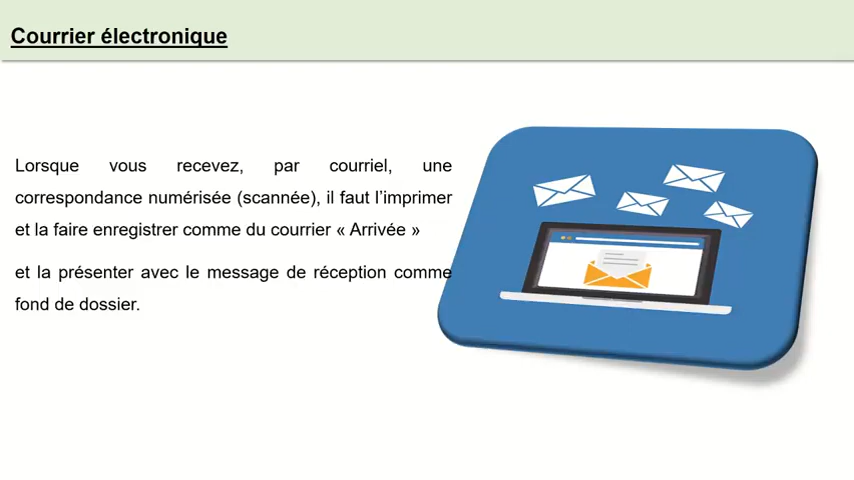 Courrier électronique
Lorsque vous recevez, par courriel, une
correspondance numérisée (scannée), il faut l’imprimer
et la faire enregistrer comme du courrier « Arrivée »
et la présenter avec le message de réception comme
fond de dossier.